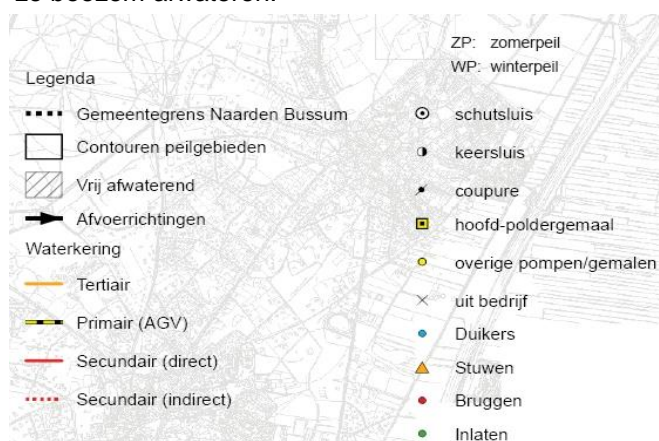 ZP: zomerpeil
WP: winterpeil
Legenda
Gemeentegrens Naarden Bussum
Contouren peilgebieden
Vrij afwaterend
Afvoerrichtingen
Waterkering
Tertiair
Primair (AGV)
Secundair (direct)
Secundair (indirect)
schutsluis
keersluis
coupure
hoofd-poldergemaal
overige pompen/gemalen
uit bedrijf
Duikers
Stuwen
Bruggen
Inlaten